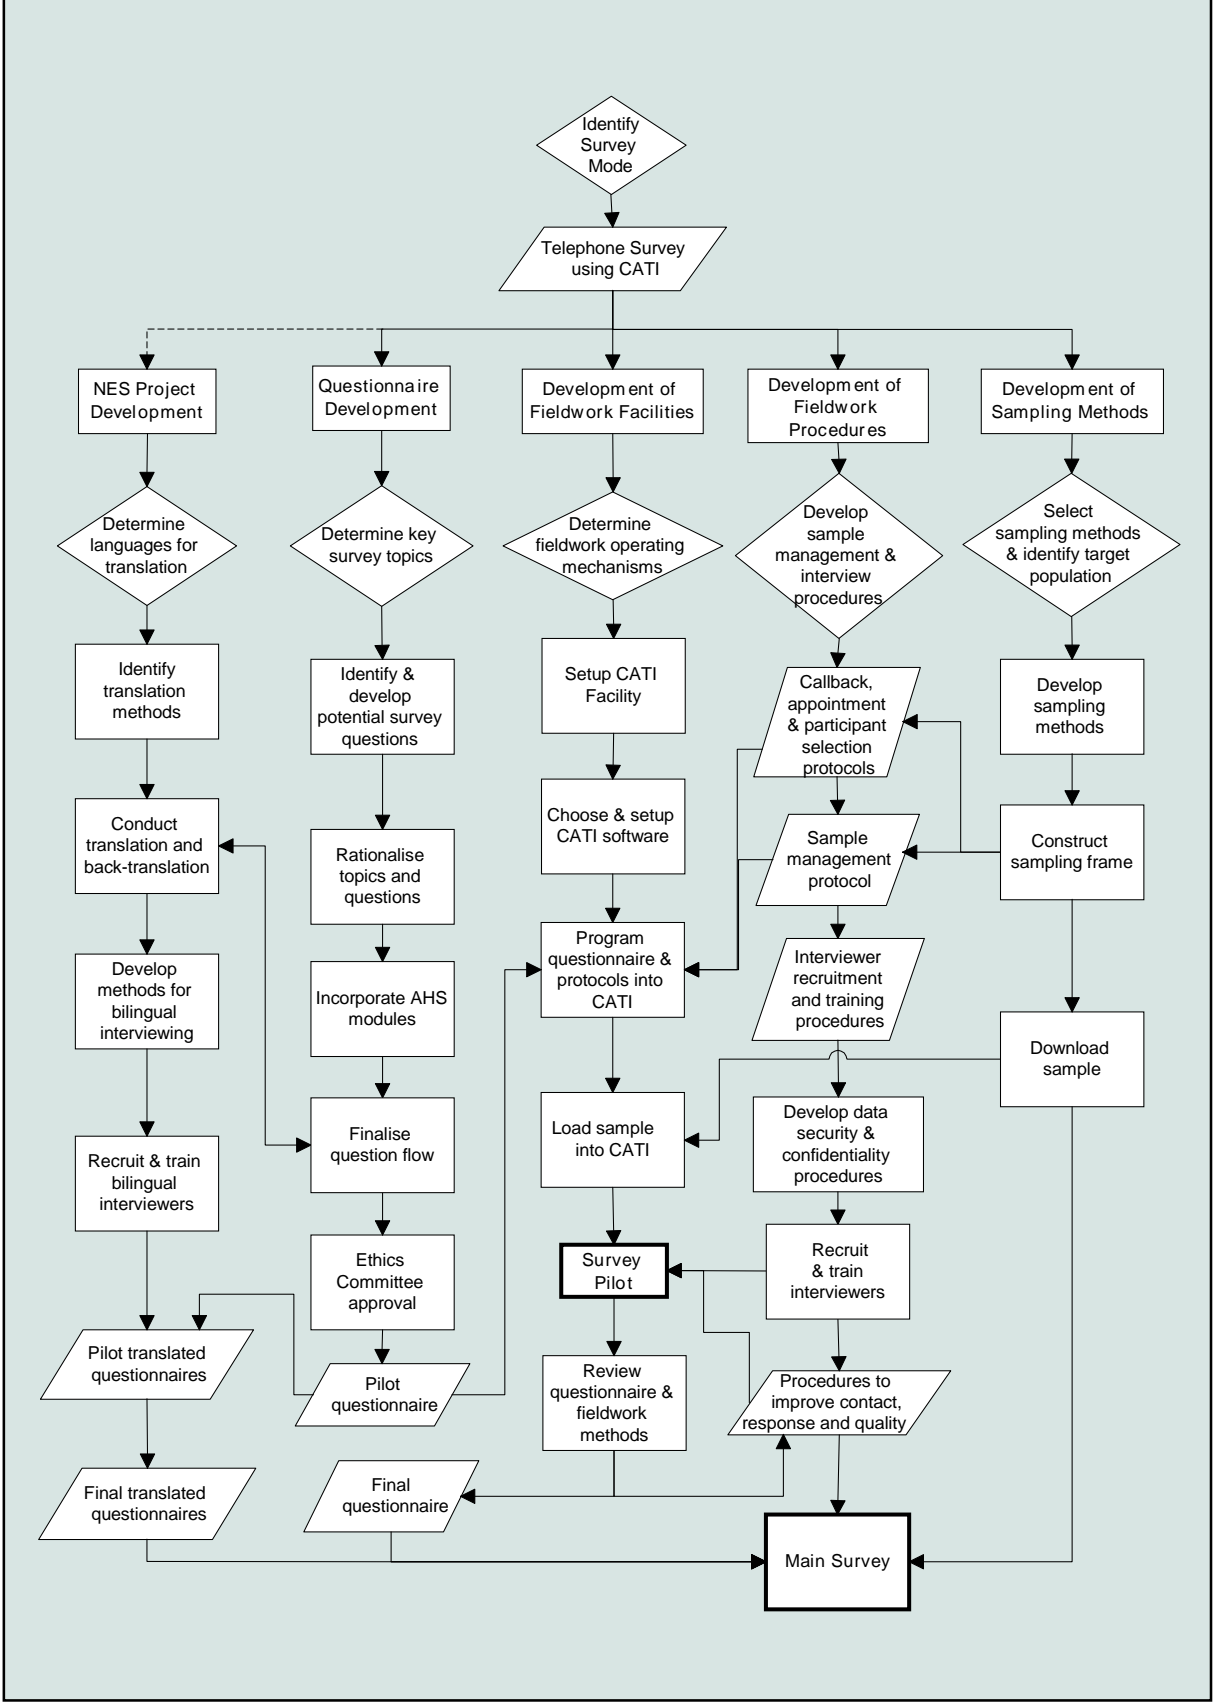 Identify
Survey
Mode
Telephone Survey
using CATI
NES Project
Development
Questionnaire
Development
Development of
Fieldwork Facilities
Development of
Fieldwork
Procedures
Development of
Sampling Methods
Determine
languages for
translation
Determine key
survey topics
Determine
fieldwork operating
mechanisms
Develop
sample
management &
interview
procedures
Select
sampling methods
& identify target
population
Identify
translation
methods
Identify &
develop
potential survey
questions
Setup CATI
Facility
Callback,
appointment
& participant
selection
protocols
Develop
sampling
methods
Conduct
translation and
back-translation
Rationalise
topics and
questions
Choose & setup
CATI software
Sample
management
protocol
Construct
sampling frame
Develop
methods for
bilingual
interviewing
Incorporate AHS
modules
Program
questionnaire &
protocols into
CATI
Interviewer
recruitment
and training
procedures
Download
sample
Recruit & train
bilingual
interviewers
Finalise
question flow
Load sample
into CATI
Develop data
security &
confidentiality
procedures
Ethics
Committee
approval
Survey
Pilot
Recruit
& train
interviewers
Pilot translated
questionnaires
Pilot
questionnaire
Review
questionnaire &
fieldwork
methods
Procedures to
improve contact,
response and quality
Final translated
questionnaires
Final
questionnaire
Main Survey